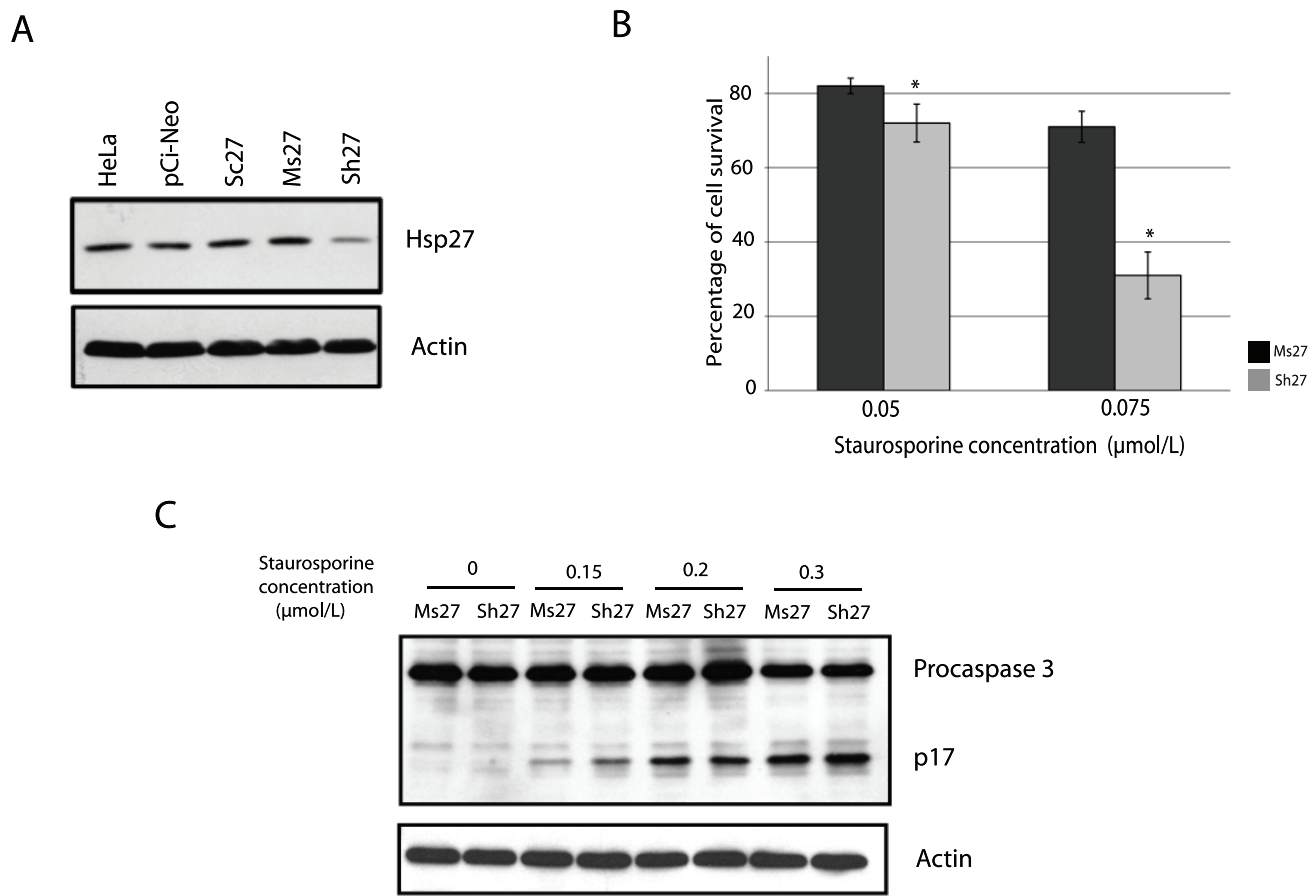 A
HeLa
pCi-Neo
Sc27
Ms27
Sh27
Hsp27
Actin
B
Percentage of cell survival
80
60
40
20
0
*
*
0.05
0.075
Staurosporine concentration (μmol/L)
Ms27
Sh27
C
Staurosporine
concentration
(μmol/L)
0 0.15 0.2 0.3
Ms27 Sh27 Ms27 Sh27 Ms27 Sh27 Ms27 Sh27
Procaspase 3
p17
Actin